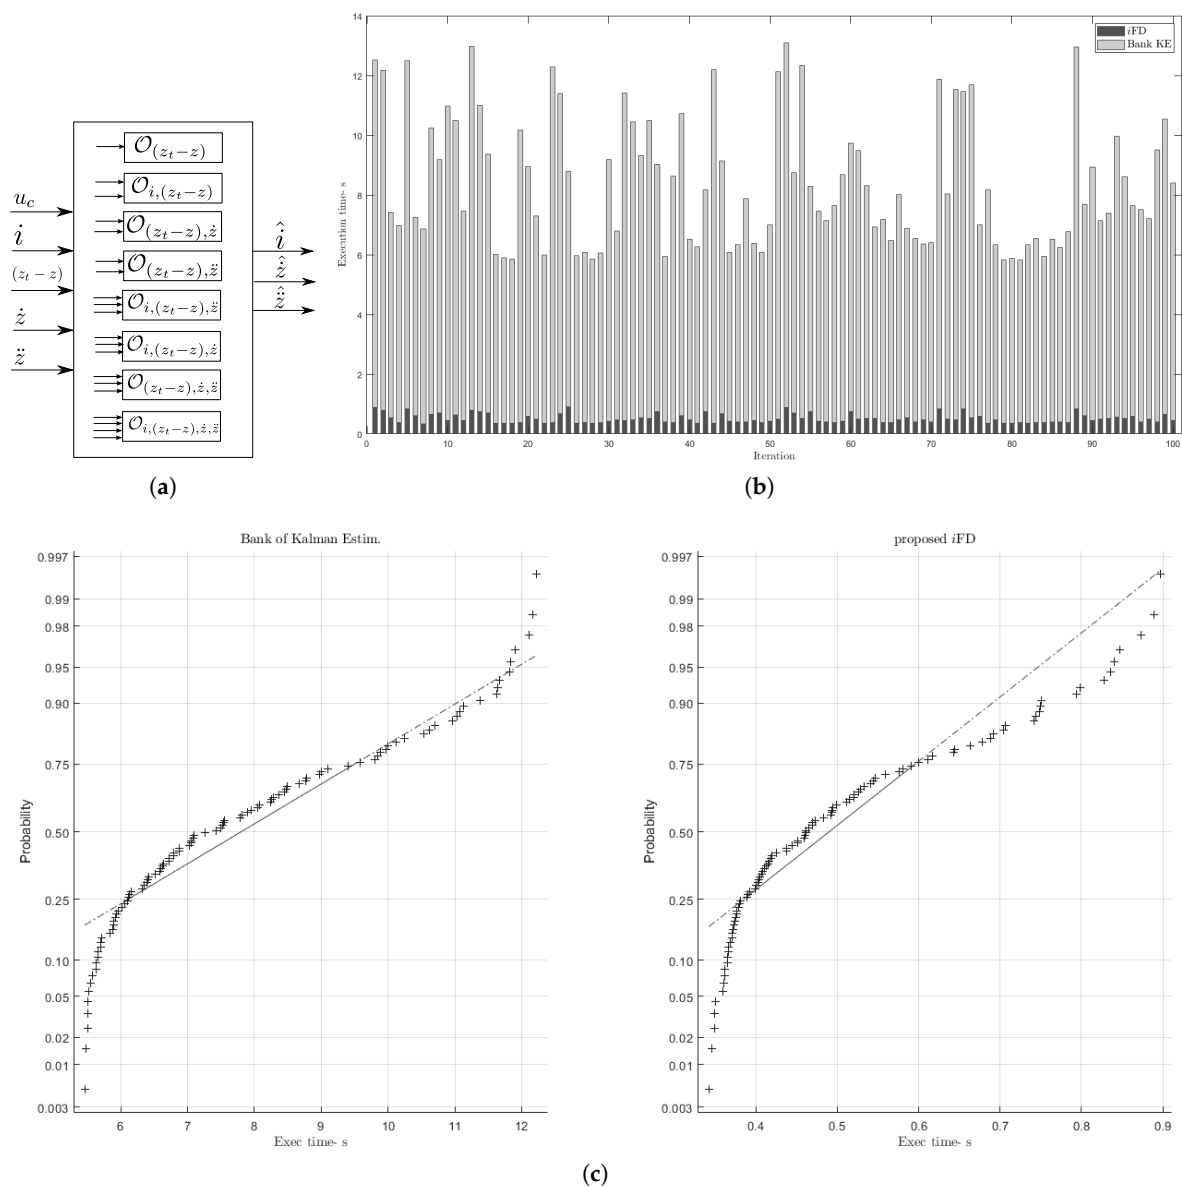 u_c
i
(z_t−z)
ż
z̈
𝒪_(z_t−z)
𝒪_i,(z_t−z)
𝒪_(z_t−z),ż
𝒪_(z_t−z),z̈
𝒪_i,(z_t−z),z̈
𝒪_i,(z_t−z),ż
𝒪_(z_t−z),ż,z̈
𝒪_i,(z_t−z),ż,z̈
î
ż̂
z̈̂
(a)
14
12
10
8
6
4
2
0
Execution time- s
iFD
Bank KE
0 10 20 30 40 50 60 70 80 90 100
Iteration
(b)
Bank of Kalman Estim.
0.997
0.99
0.98
0.95
0.90
0.75
0.50
0.25
0.10
0.05
0.02
0.01
0.003
Probability
6 7 8 9 10 11 12
Exec time- s
proposed iFD
0.997
0.99
0.98
0.95
0.90
0.75
0.50
0.25
0.10
0.05
0.02
0.01
0.003
Probability
0.4 0.5 0.6 0.7 0.8 0.9
Exec time- s
(c)